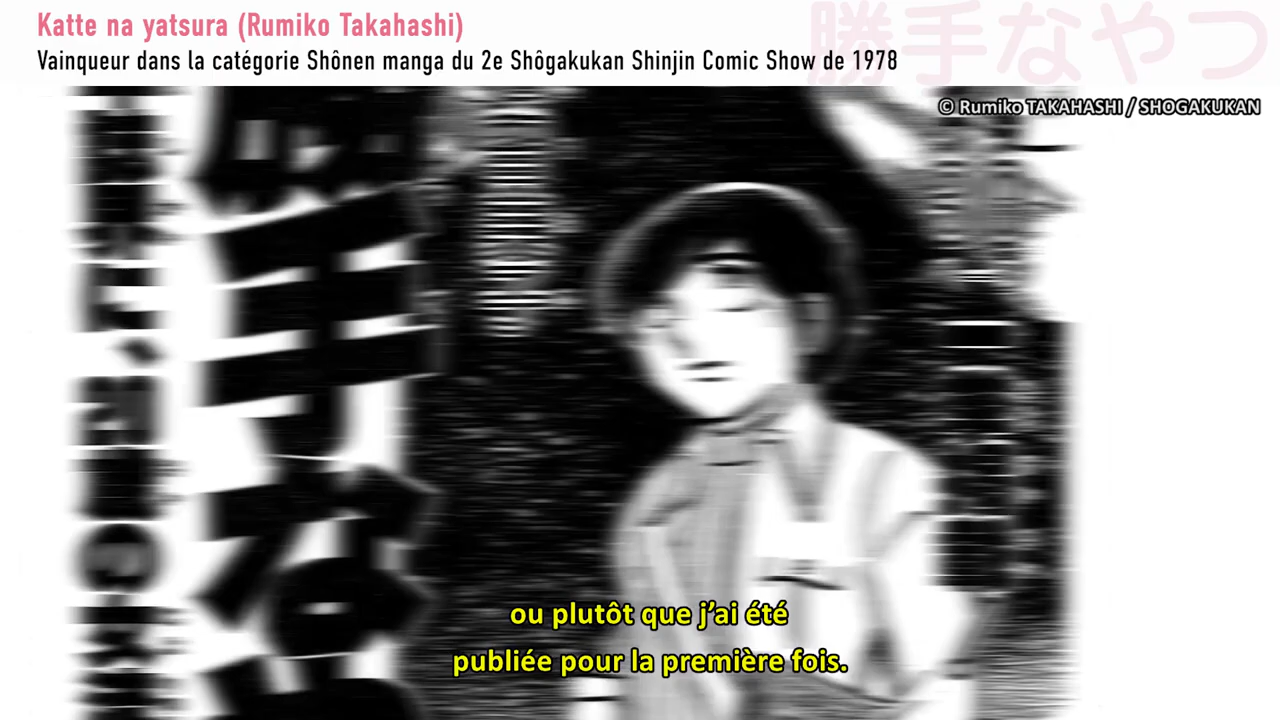 Katte na yatsura (Rumiko Takahashi)
Vainqueur dans la catégorie Shônen manga du 2e Shôgakukan Shinjin Comic Show de 1978
勝手なやつ
© Rumiko TAKAHASHI / SHOGAKUKAN
ou plutôt que j’ai été
publiée pour la première fois.